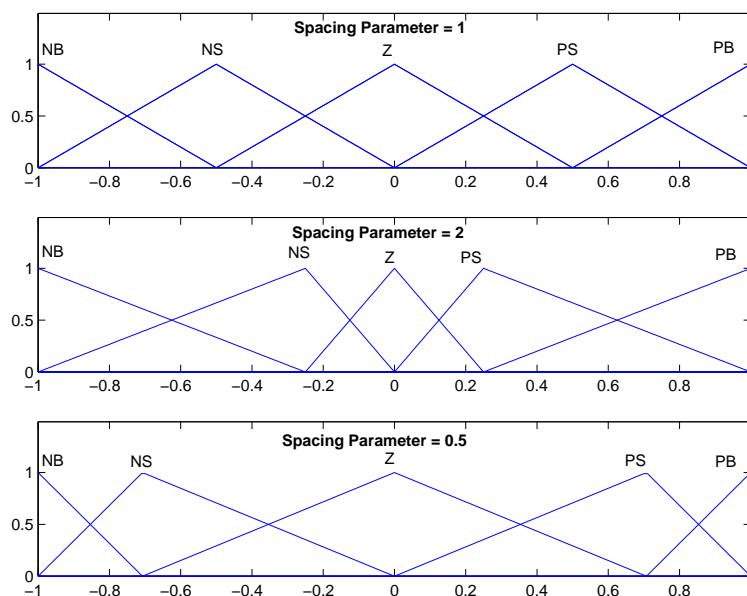 Spacing Parameter = 1
NB NS Z PS PB
1
0.5
0
−1 −0.8 −0.6 −0.4 −0.2 0 0.2 0.4 0.6 0.8
Spacing Parameter = 2
NB NS Z PS PB
1
0.5
0
−1 −0.8 −0.6 −0.4 −0.2 0 0.2 0.4 0.6 0.8
Spacing Parameter = 0.5
NB NS Z PS PB
1
0.5
0
−1 −0.8 −0.6 −0.4 −0.2 0 0.2 0.4 0.6 0.8